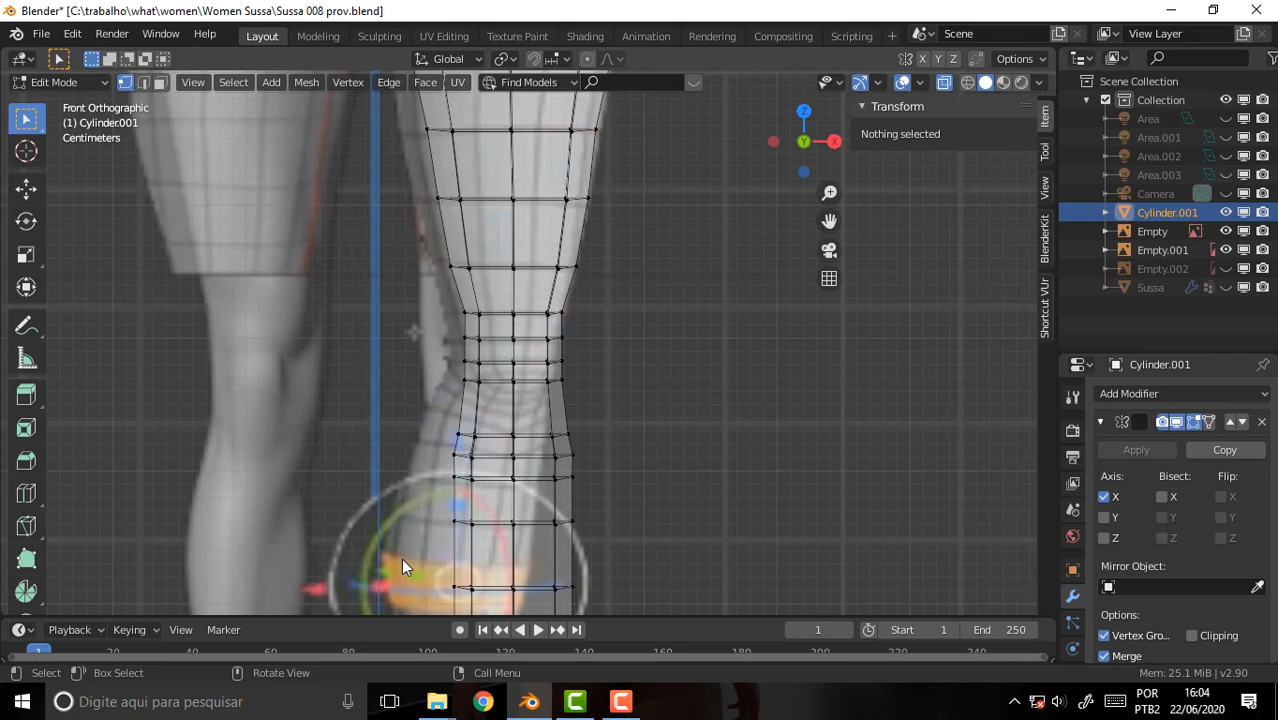 Blender* [C:\trabalho\what\women\Women Sussa\Sussa 008 prov.blend]
File Edit Render Window Help
Layout Modeling Sculpting UV Editing Texture Paint Shading Animation Rendering Compositing Scripting
Scene View Layer
Global X Y Z Options
Edit Mode View Select Add Mesh Vertex Edge Face UV Find Models
Front Orthographic
(1) Cylinder.001
Centimeters
Transform
Nothing selected
Item
Tool
View
BlenderKit
Shortcut VUr
Z
X
Y
Scene Collection
Collection
Area
Area.001
Area.002
Area.003
Camera
Cylinder.001
Empty
Empty.001
Empty.002
Sussa
Cylinder.001
Add Modifier
Apply Copy
Axis: Bisect: Flip:
X X X
Y Y Y
Z Z Z
Mirror Object:
Options:
Vertex Gro... Clipping
Merge
Playback Keying View Marker 1 Start 1 End 250
1 20 40 60 80 100 120 140 160 180 200 220 240
Select Box Select Rotate View Call Menu Mem: 25.1 MiB | v2.90
Digite aqui para pesquisar
POR
PTB2
16:04
22/06/2020